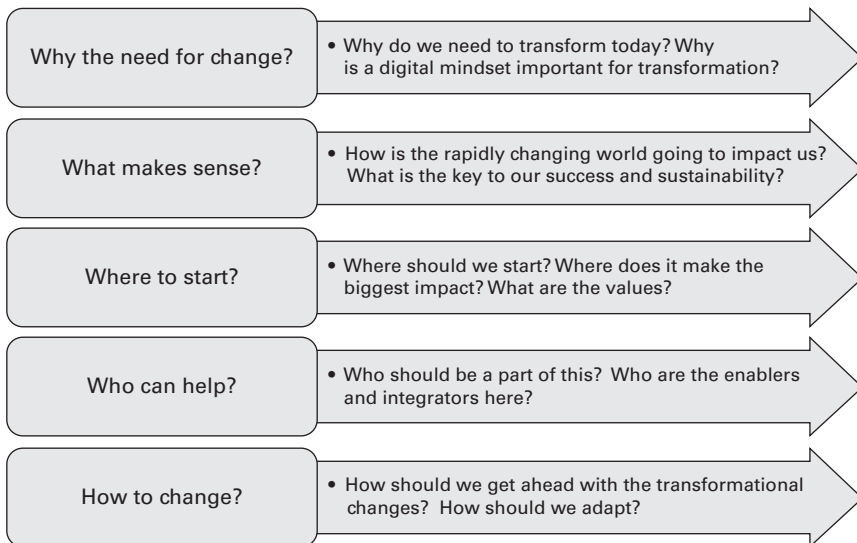 Why the need for change?
• Why do we need to transform today? Why
is a digital mindset important for transformation?
What makes sense?
• How is the rapidly changing world going to impact us?
What is the key to our success and sustainability?
Where to start?
• Where should we start? Where does it make the
biggest impact? What are the values?
Who can help?
• Who should be a part of this? Who are the enablers
and integrators here?
How to change?
• How should we get ahead with the transformational
changes? How should we adapt?